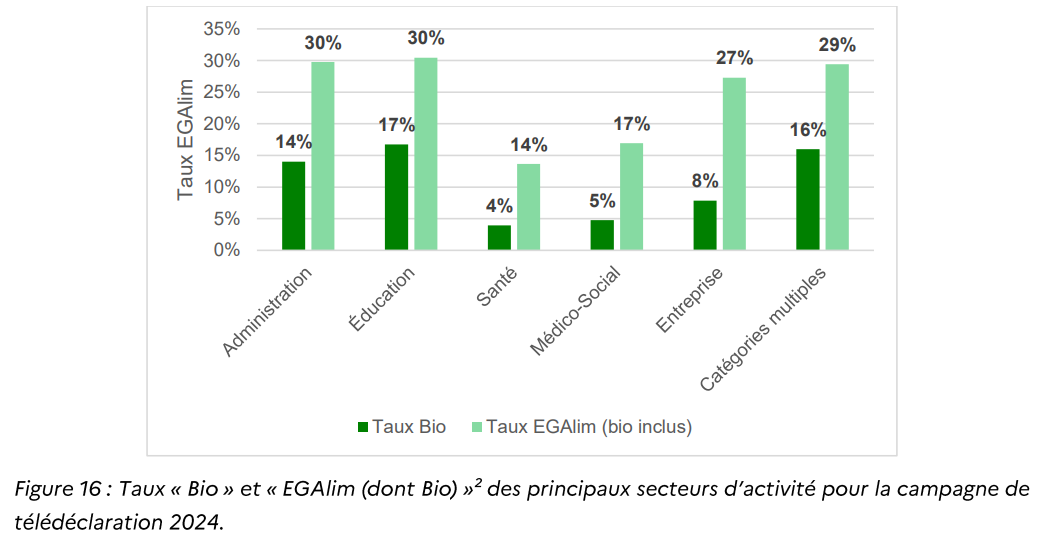 35%
30%
25%
20%
15%
10%
5%
0%
Taux EGAlim
14%
30%
17%
30%
4%
14%
5%
17%
8%
27%
16%
29%
Administration
Éducation
Santé
Médico-Social
Entreprise
Catégories multiples
Taux Bio
Taux EGAlim (bio inclus)
Figure 16 : Taux « Bio » et « EGAlim (dont Bio) »² des principaux secteurs d’activité pour la campagne de
télédéclaration 2024.